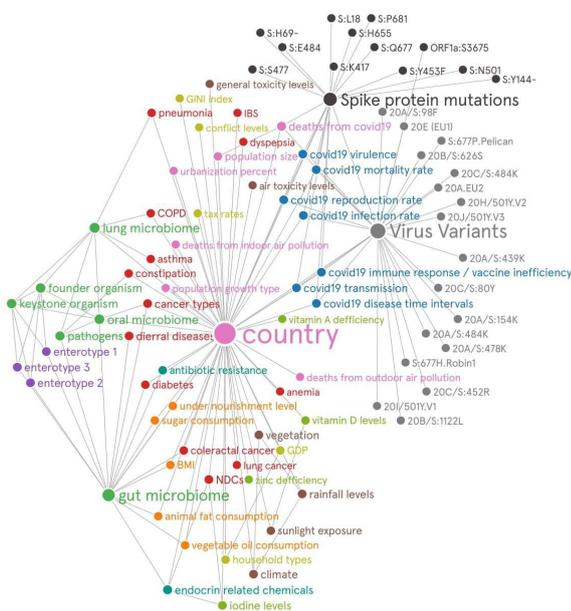 S:L18
S:P681
S:H69-
S:H655
S:E484
S:Q677
ORF1a:S3675
S:S477
S:K417
S:Y453F
S:N501
S:Y144-
general toxicity levels
GINI index
Spike protein mutations
pneumonia
IBS
20A/S:98F
conflict levels
deaths from covid19
20E (EU1)
dyspepsia
S:677P.Pelican
population size
covid19 virulence
20B/S:626S
urbanization percent
covid19 mortality rate
20C/S:484K
air toxicity levels
20A.EU2
covid19 reproduction rate
20H/501Y.V2
COPD
tax rates
covid19 infection rate
20J/501Y.V3
lung microbiome
Virus Variants
deaths from indoor air pollution
asthma
20A/S:439K
constipation
covid19 immune response / vaccine inefficiency
founder organism
population growth type
covid19 transmission
20C/S:80Y
keystone organism
cancer types
covid19 disease time intervals
oral microbiome
vitamin A defficiency
20A/S:154K
pathogens
dierral disease
country
20A/S:484K
enterotype 1
20A/S:478K
enterotype 3
antibiotic resistance
S:677H.Robin1
enterotype 2
diabetes
deaths from outdoor air pollution
anemia
20C/S:452R
under nourishment level
20I/501Y.V1
sugar consumption
vitamin D levels
20B/S:1122L
vegetation
coleractal cancer
GDP
BMI
lung cancer
NDCs
zinc defficiency
gut microbiome
rainfall levels
animal fat consumption
sunlight exposure
vegetable oil consumption
household types
climate
endocrin related chemicals
iodine levels